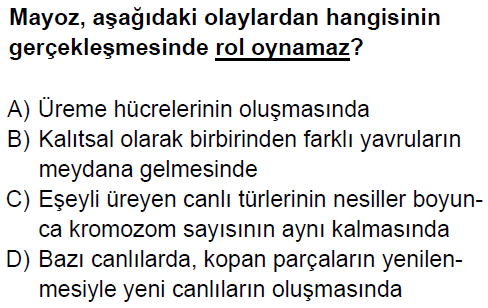 Mayoz, aşağıdaki olaylardan hangisinin
gerçekleşmesinde rol oynamaz?
A) Üreme hücrelerinin oluşmasında
B) Kalıtsal olarak birbirinden farklı yavruların
meydana gelmesinde
C) Eşeyli üreyen canlı türlerinin nesiller boyun-
ca kromozom sayısının aynı kalmasında
D) Bazı canlılarda, kopan parçaların yenilen-
mesiyle yeni canlıların oluşmasında